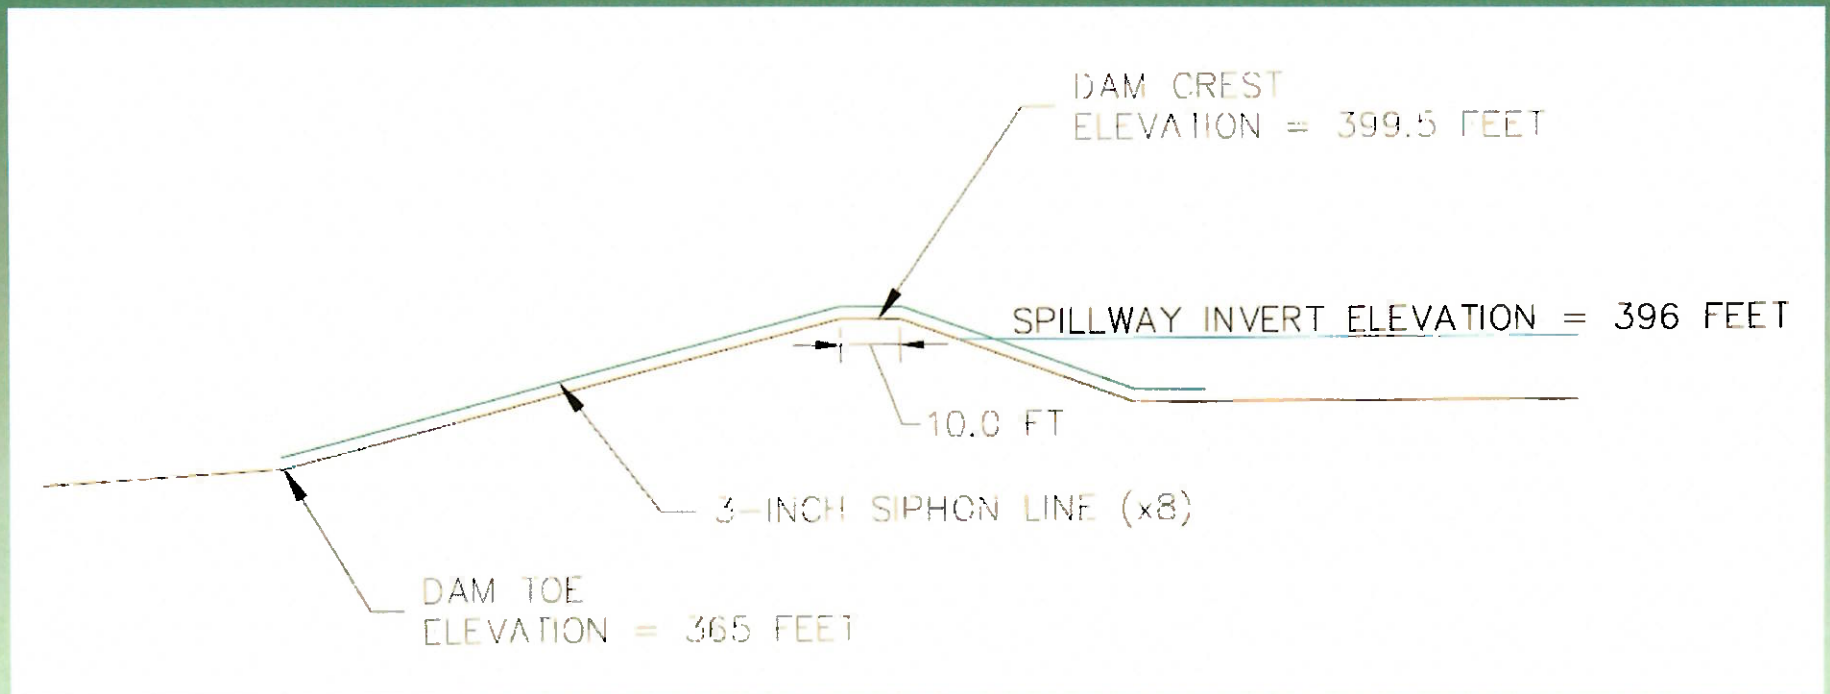 DAM CREST
ELEVATION = 399.5 FEET
SPILLWAY INVERT ELEVATION = 396 FEET
10.0 FT
3-INCH SIPHON LINE (x8)
DAM TOE
ELEVATION = 365 FEET